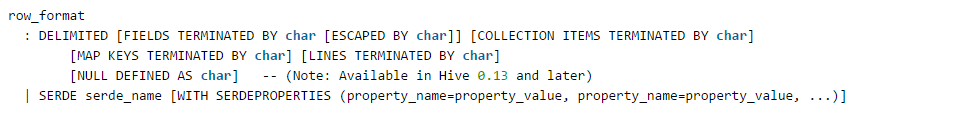 row_format
  : DELIMITED [FIELDS TERMINATED BY char [ESCAPED BY char]] [COLLECTION ITEMS TERMINATED BY char]
        [MAP KEYS TERMINATED BY char] [LINES TERMINATED BY char]
        [NULL DEFINED AS char]   -- (Note: Available in Hive 0.13 and later)
  | SERDE serde_name [WITH SERDEPROPERTIES (property_name=property_value, property_name=property_value, ...)]